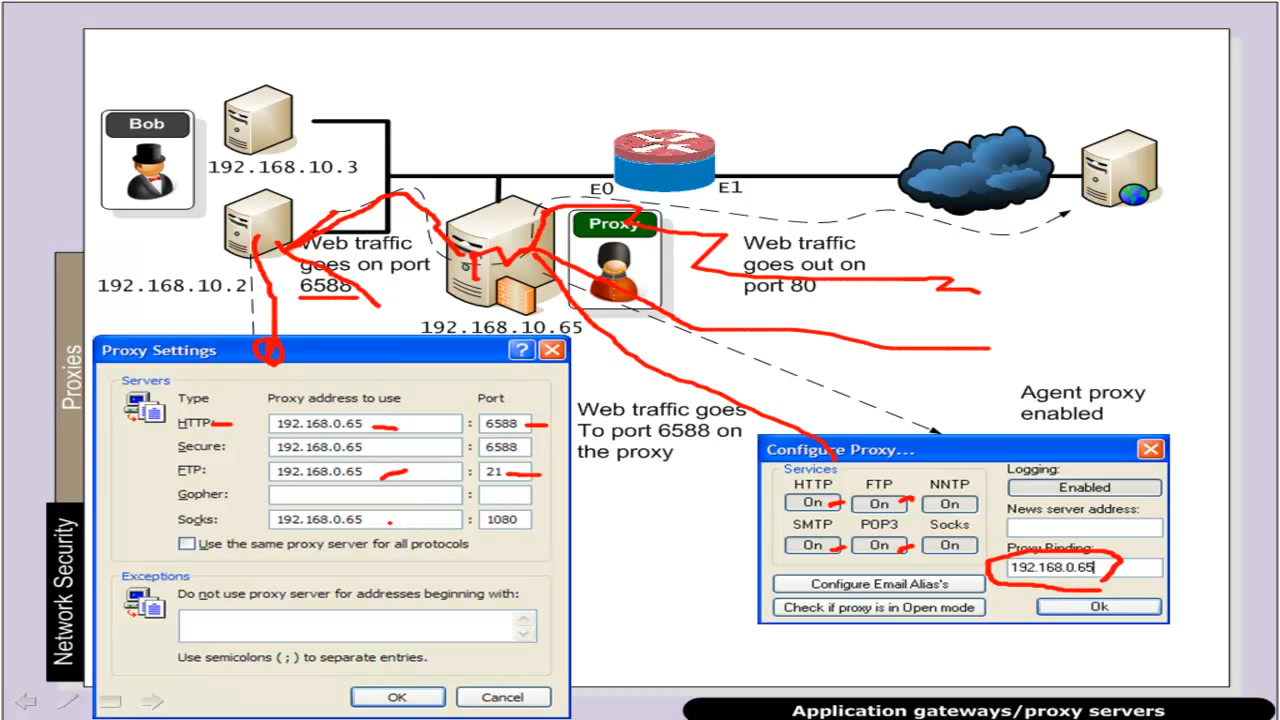 Bob
192.168.10.3
E0
E1
Proxy
Web traffic
goes on port
6588
Web traffic
goes out on
port 80
192.168.10.2
192.168.10.65
Proxies
Network Security
Proxy Settings
Servers
Type
Proxy address to use
Port
HTTP:
192.168.0.65
:
6588
Secure:
192.168.0.65
:
6588
FTP:
192.168.0.65
:
21
Gopher:
:
Socks:
192.168.0.65
:
1080
Use the same proxy server for all protocols
Exceptions
Do not use proxy server for addresses beginning with:
Use semicolons ( ; ) to separate entries.
OK
Cancel
Web traffic goes
To port 6588 on
the proxy
Agent proxy
enabled
Configure Proxy...
Services
HTTP
FTP
NNTP
On
On
On
SMTP
POP3
Socks
On
On
On
Configure Email Alias's
Check if proxy is in Open mode
Logging:
Enabled
News server address:
Proxy Binding:
192.168.0.65
Ok
Application gateways/proxy servers